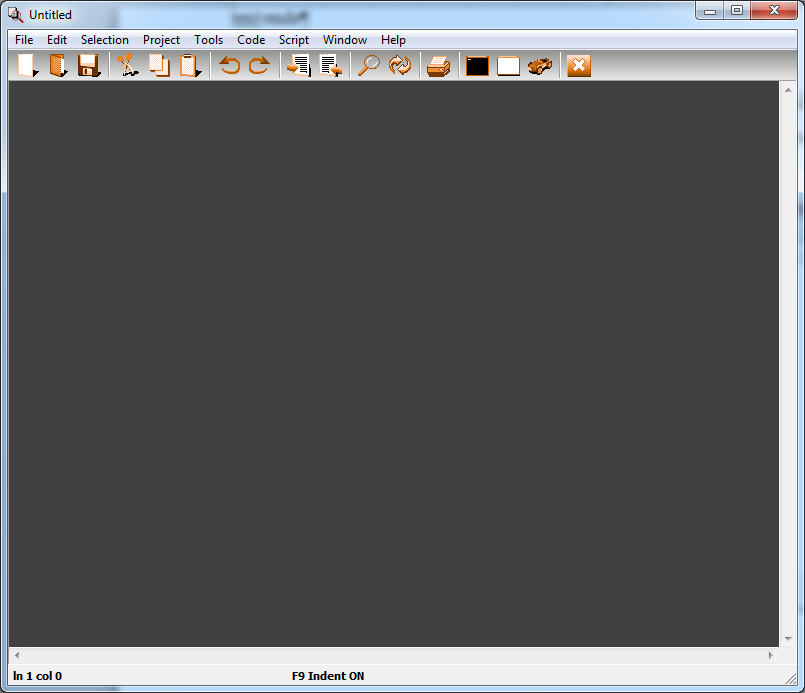 Untitled
File Edit Selection Project Tools Code Script Window Help
ln 1 col 0 F9 Indent ON